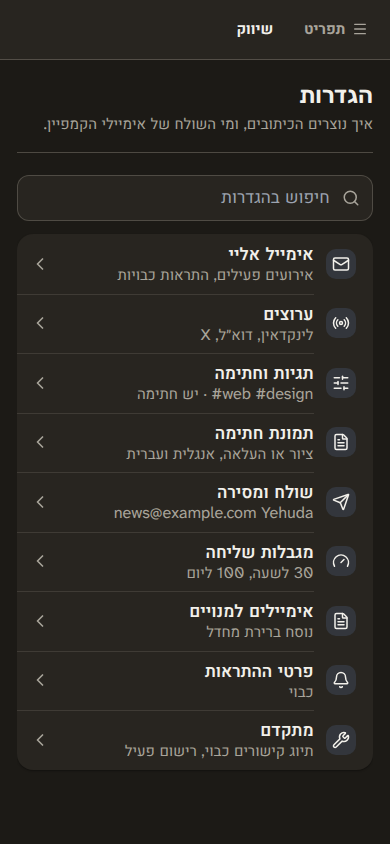 תפריט
שיווק
הגדרות
איך נוצרים הכיתובים, ומי השולח של אימיילי הקמפיין.
חיפוש בהגדרות
אימייל אליי
אירועים פעילים, התראות כבויות
ערוצים
לינקדאין, דוא״ל, X
תגיות וחתימה
#web #design · יש חתימה
תמונת חתימה
ציור או העלאה, אנגלית ועברית
שולח ומסירה
news@example.com Yehuda
מגבלות שליחה
30 לשעה, 100 ליום
אימיילים למנויים
נוסח ברירת מחדל
פרטי ההתראות
כבוי
מתקדם
תיוג קישורים כבוי, רישום פעיל